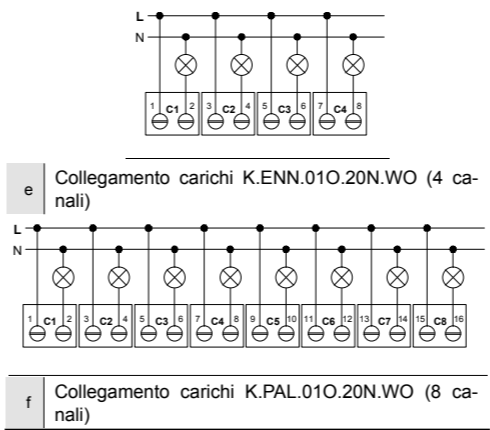 L
N
1 C1 2 3 C2 4 5 C3 6 7 C4 8
e Collegamento carichi K.ENN.01O.20N.WO (4 ca-
nali)
L
N
1 C1 2 3 C2 4 5 C3 6 7 C4 8 9 C5 10 11 C6 12 13 C7 14 15 C8 16
f Collegamento carichi K.PAL.01O.20N.WO (8 ca-
nali)